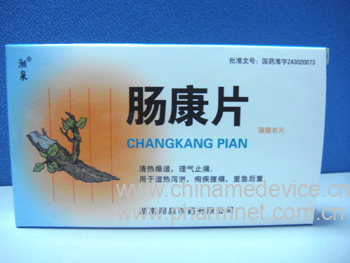 湘泉®
批准文号：国药准字Z43020073
肠康片
薄膜衣片
CHANGKANG PIAN
清热燥湿，理气止痛。
用于湿热泻泄，痢疾腹痛，里急后重。
www.chinamedevice.cn
www.pharmnet.com.cn